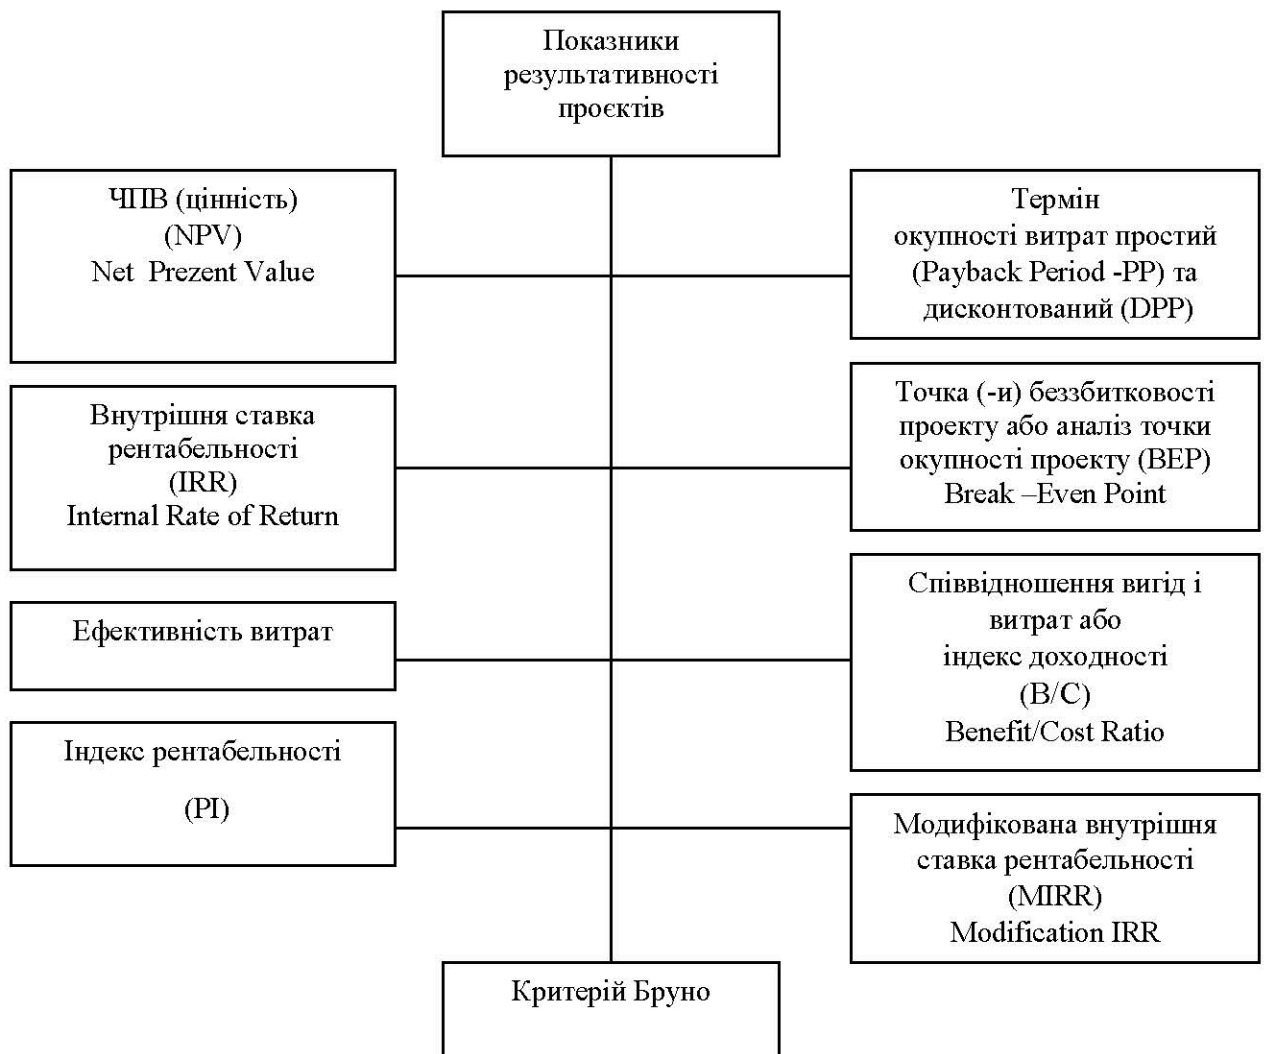 Показники
результативності
проєктів
ЧПВ (цінність)
(NPV)
Net Prezent Value
Термін
окупності витрат простий
(Payback Period -PP) та
дисконтований (DPP)
Внутрішня ставка
рентабельності
(IRR)
Internal Rate of Return
Точка (-и) беззбитковості
проекту або аналіз точки
окупності проекту (BEP)
Break –Even Point
Ефективність витрат
Співвідношення вигід і
витрат або
індекс доходності
(B/C)
Benefit/Cost Ratio
Індекс рентабельності
(PI)
Модифікована внутрішня
ставка рентабельності
(MIRR)
Modification IRR
Критерій Бруно